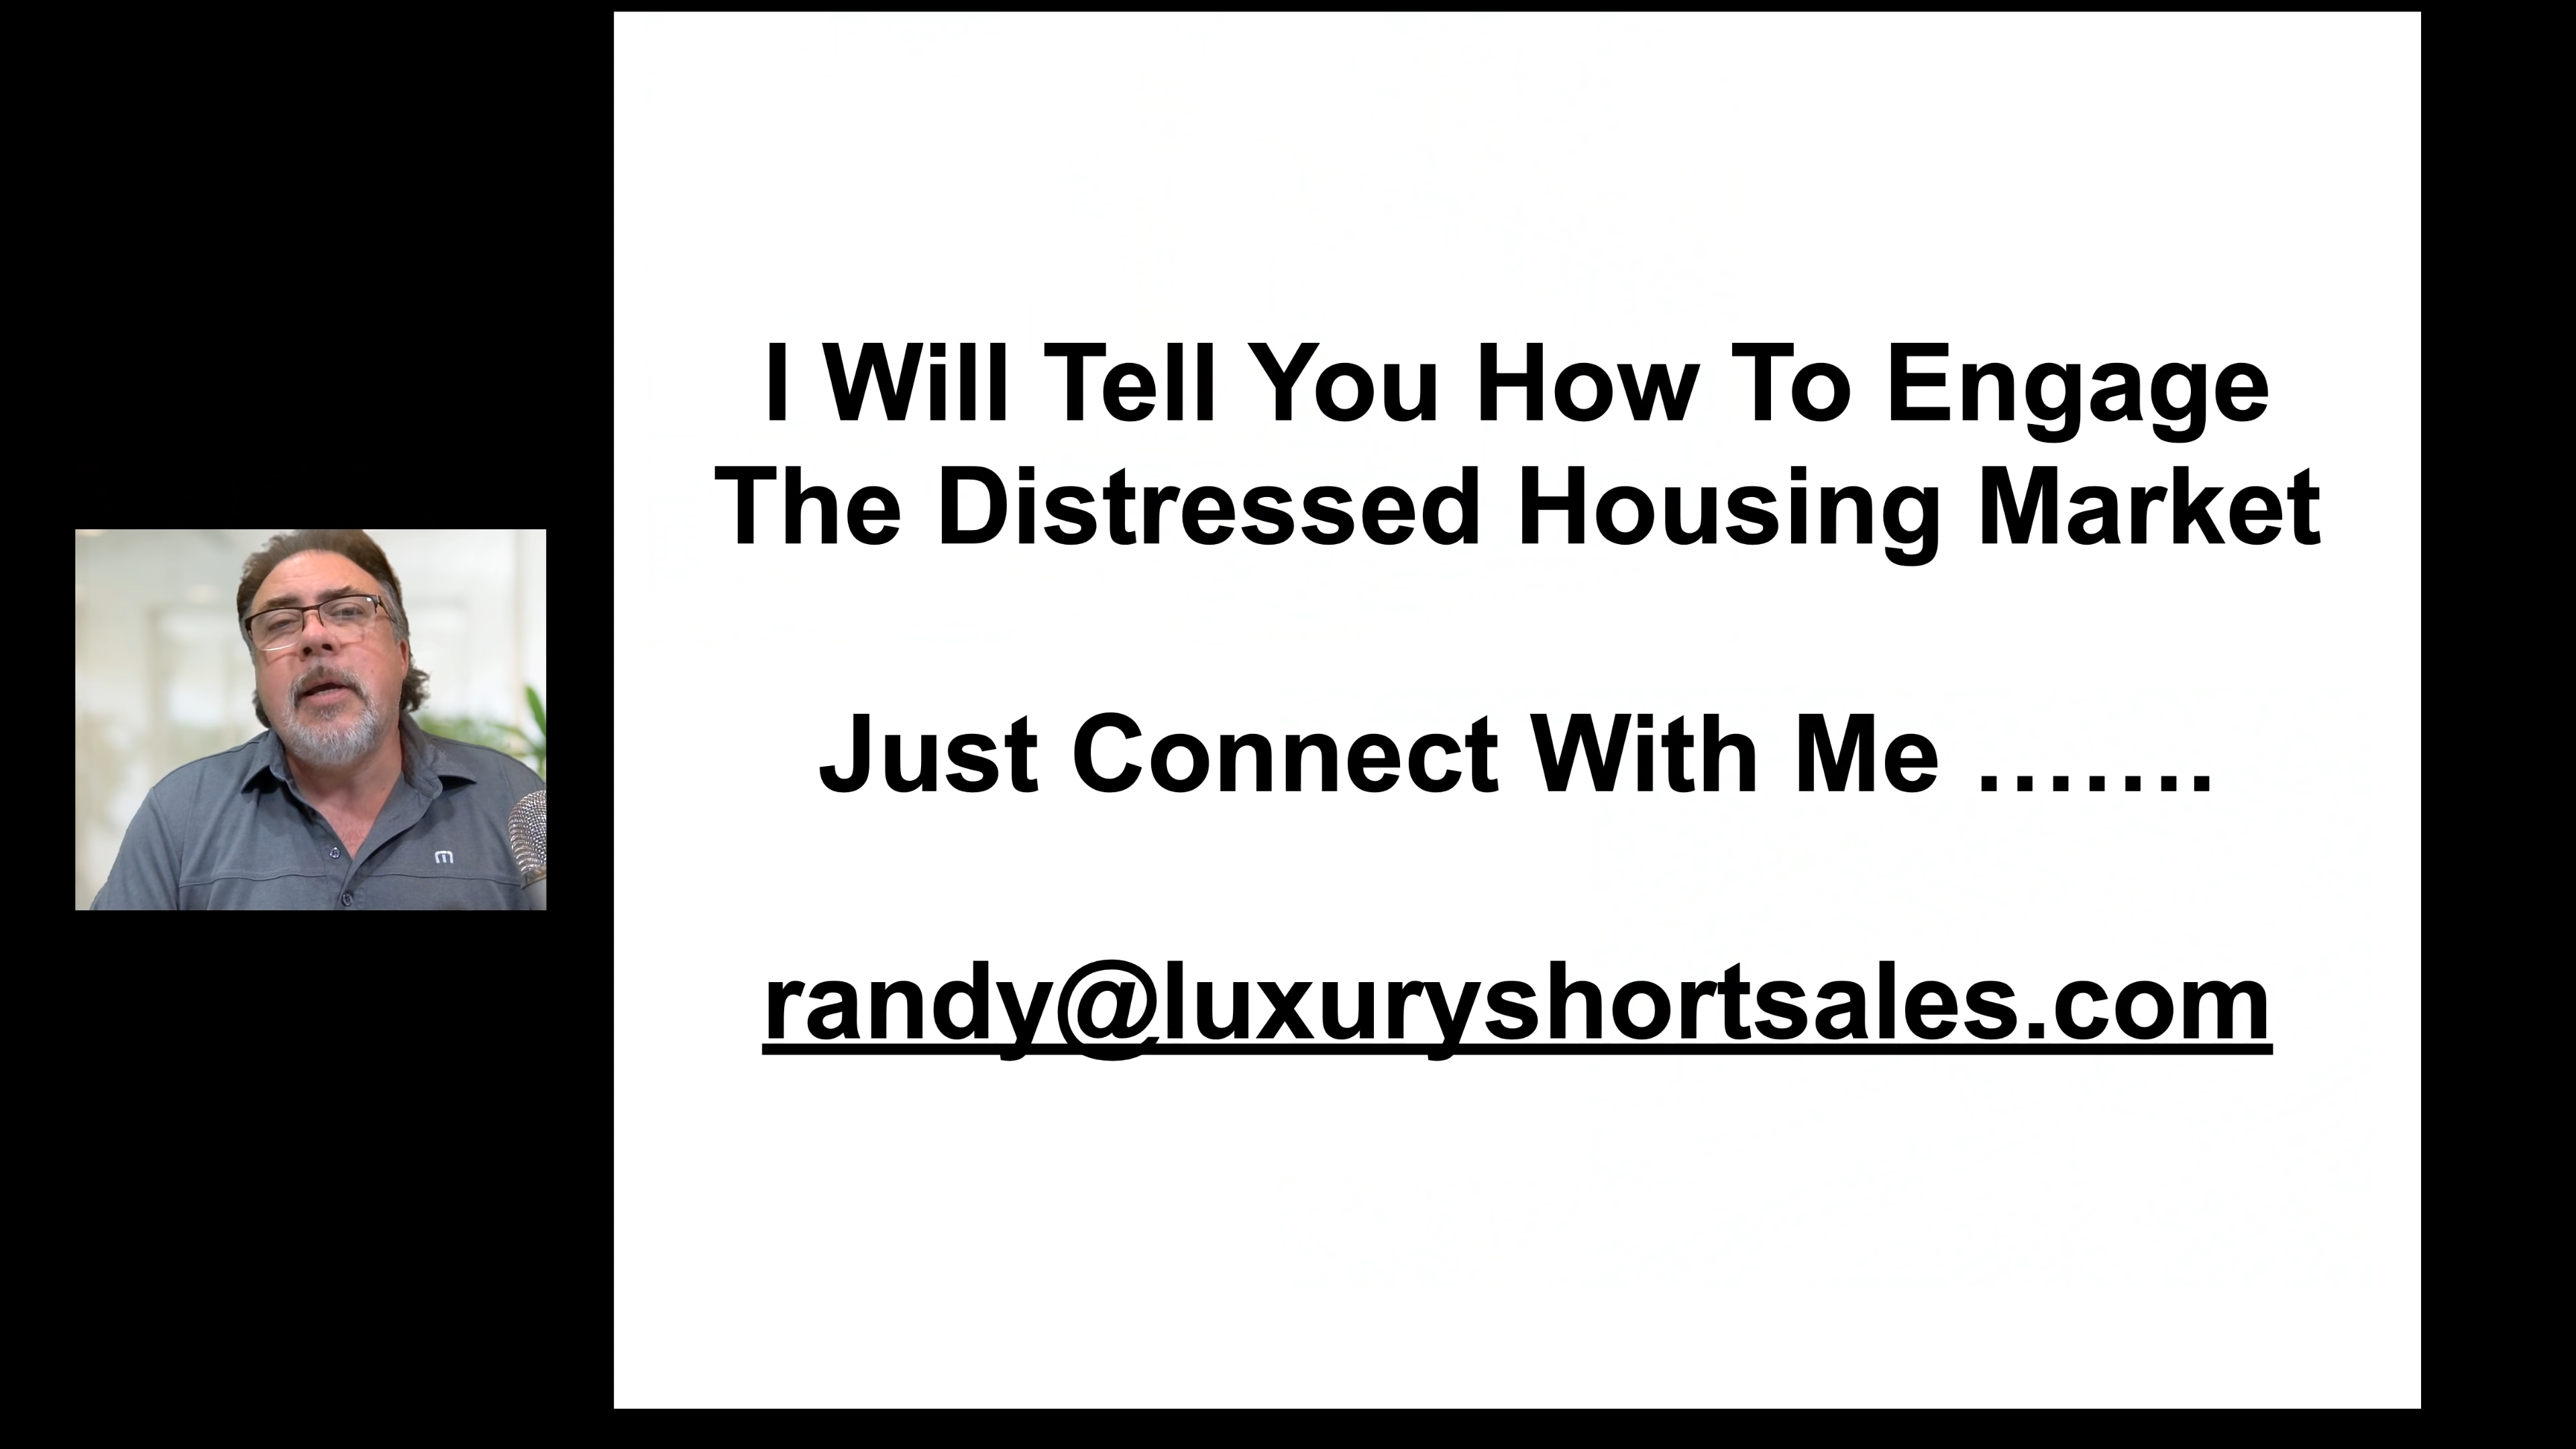 I Will Tell You How To Engage
The Distressed Housing Market
Just Connect With Me …….
randy@luxuryshortsales.com